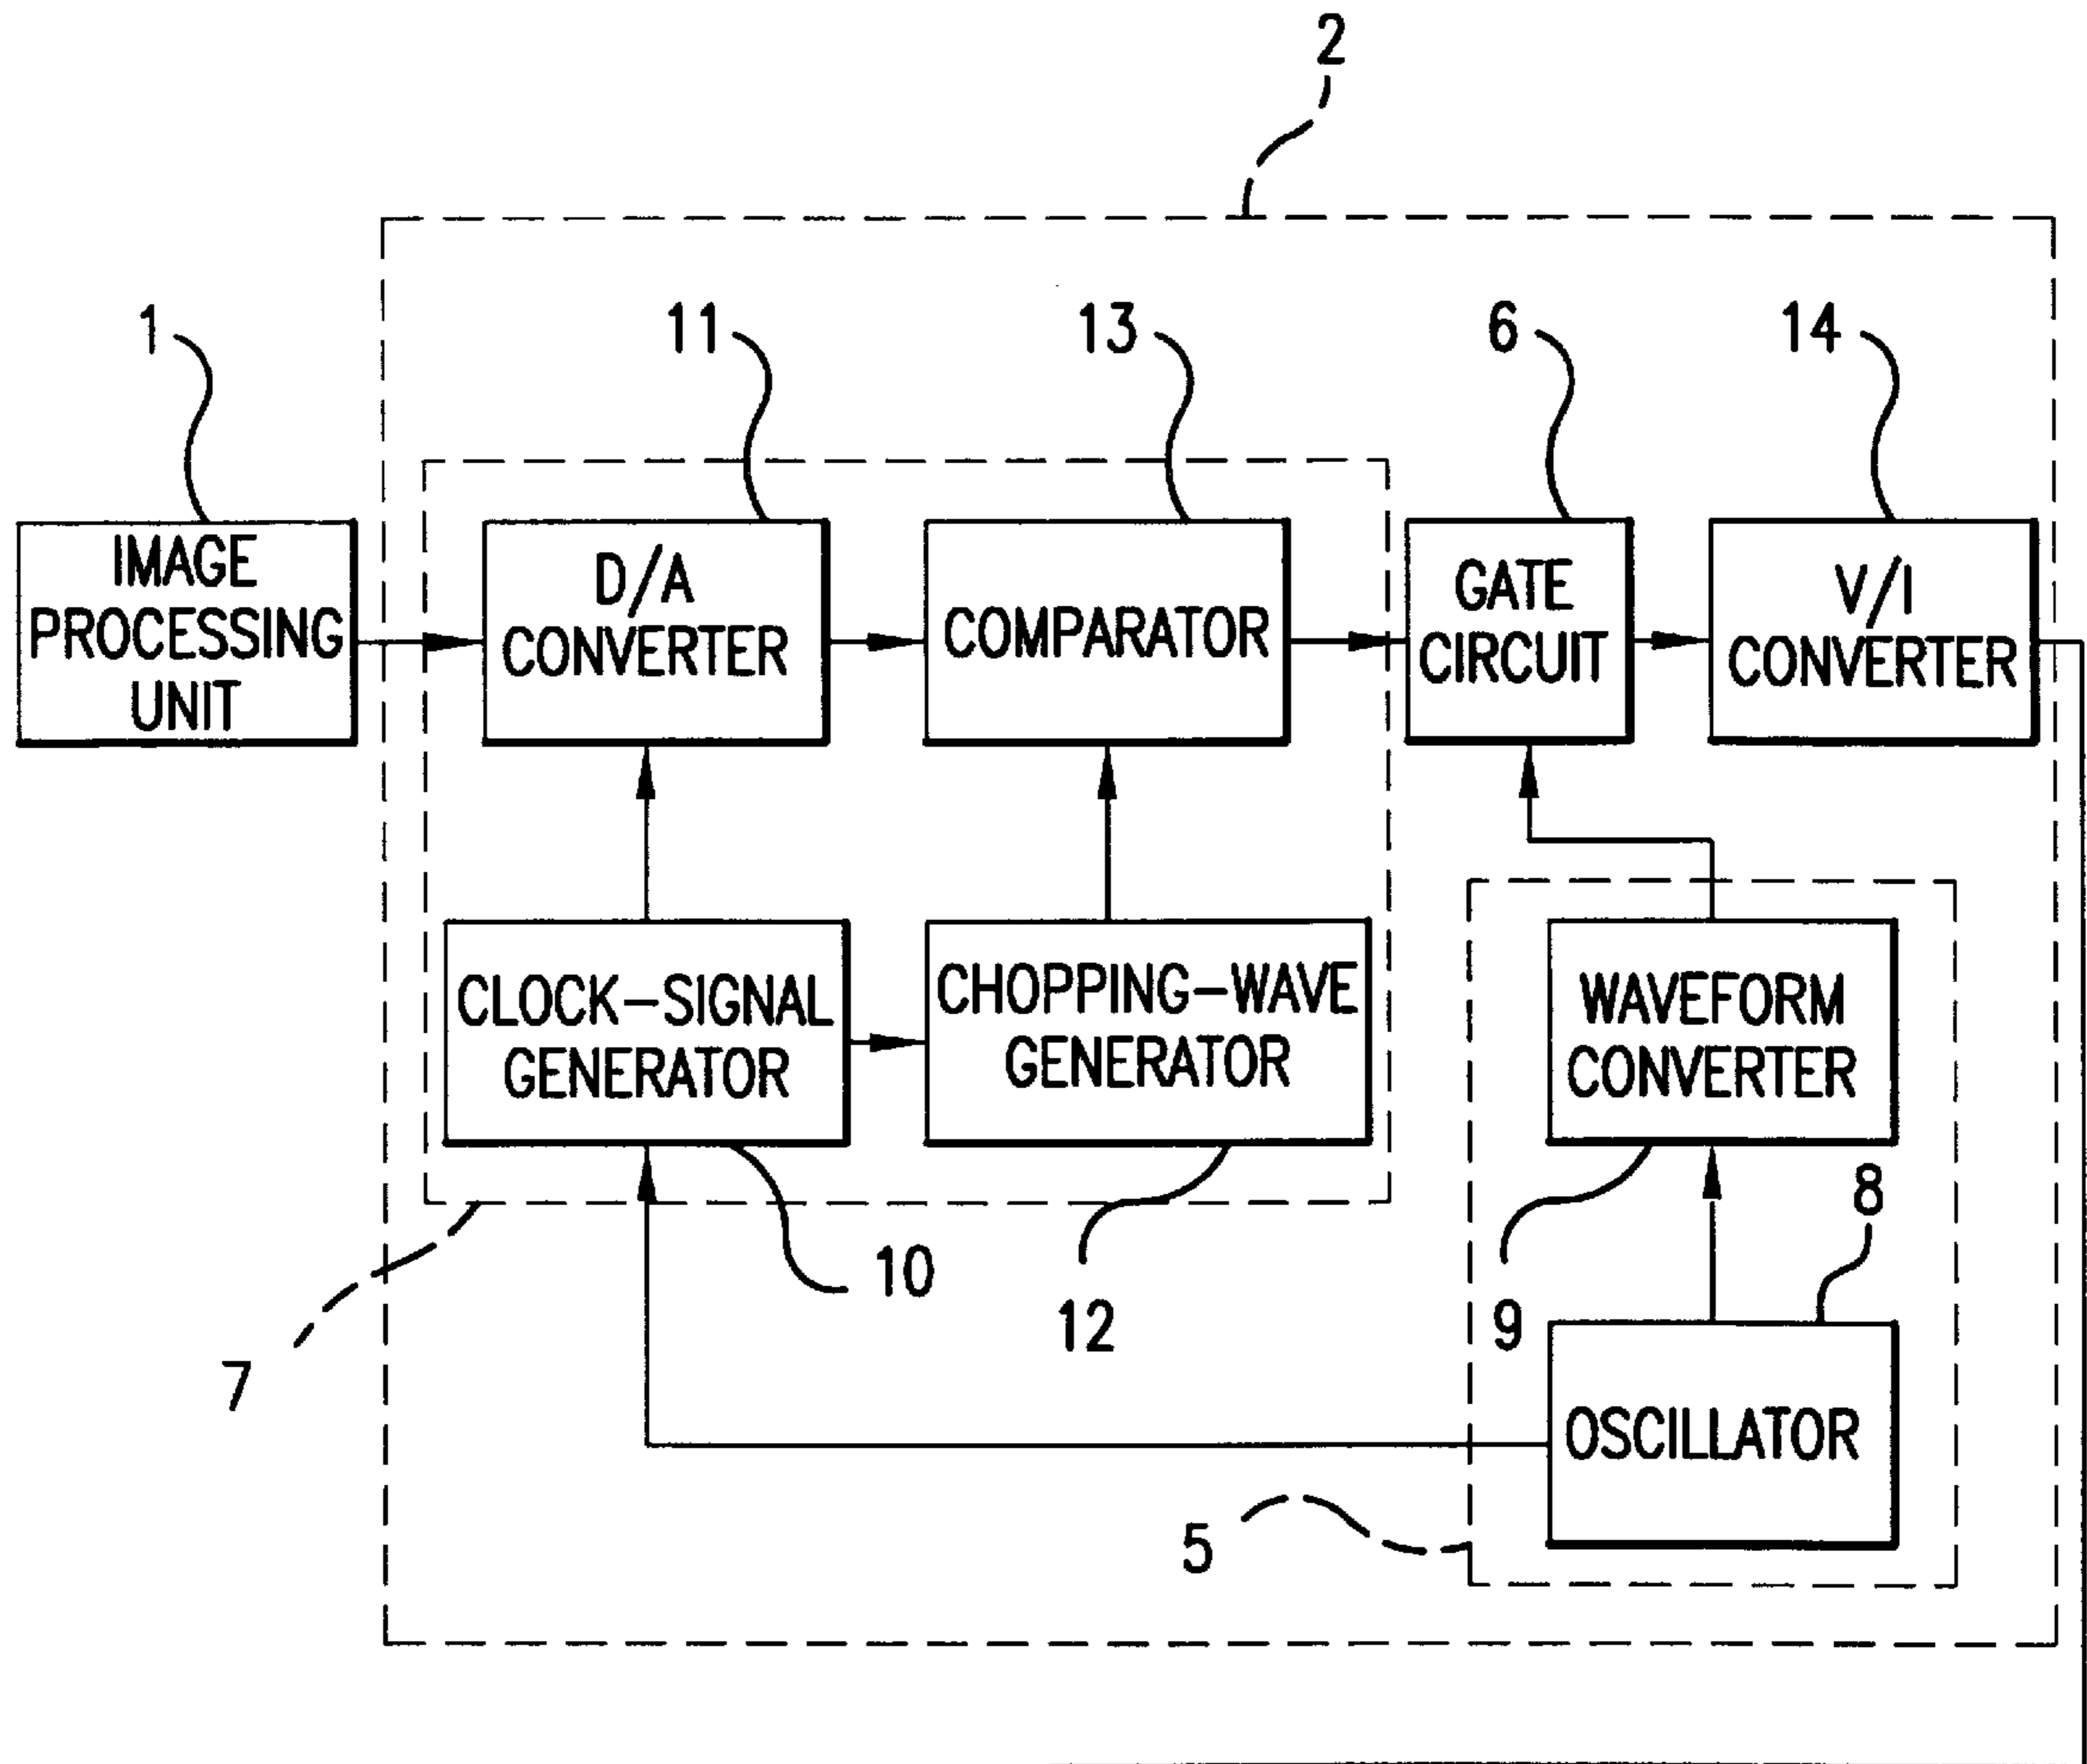 2
1
11
13
6
14
IMAGE
PROCESSING
UNIT
D/A
CONVERTER
COMPARATOR
GATE
CIRCUIT
V/I
CONVERTER
CLOCK-SIGNAL
GENERATOR
CHOPPING-WAVE
GENERATOR
WAVEFORM
CONVERTER
8
10
12
9
7
OSCILLATOR
5